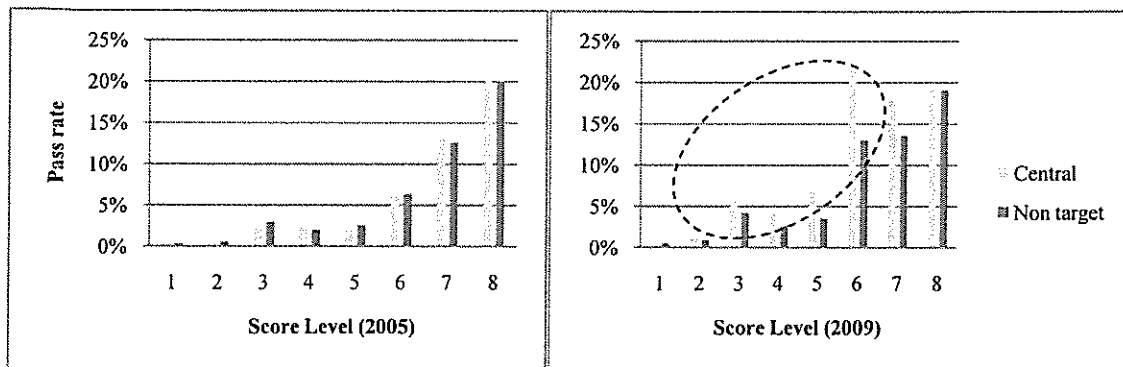 Pass rate
25%
20%
15%
10%
5%
0%
1 2 3 4 5 6 7 8
Score Level (2005)
25%
20%
15%
10%
5%
0%
1 2 3 4 5 6 7 8
Score Level (2009)
Central
Non target